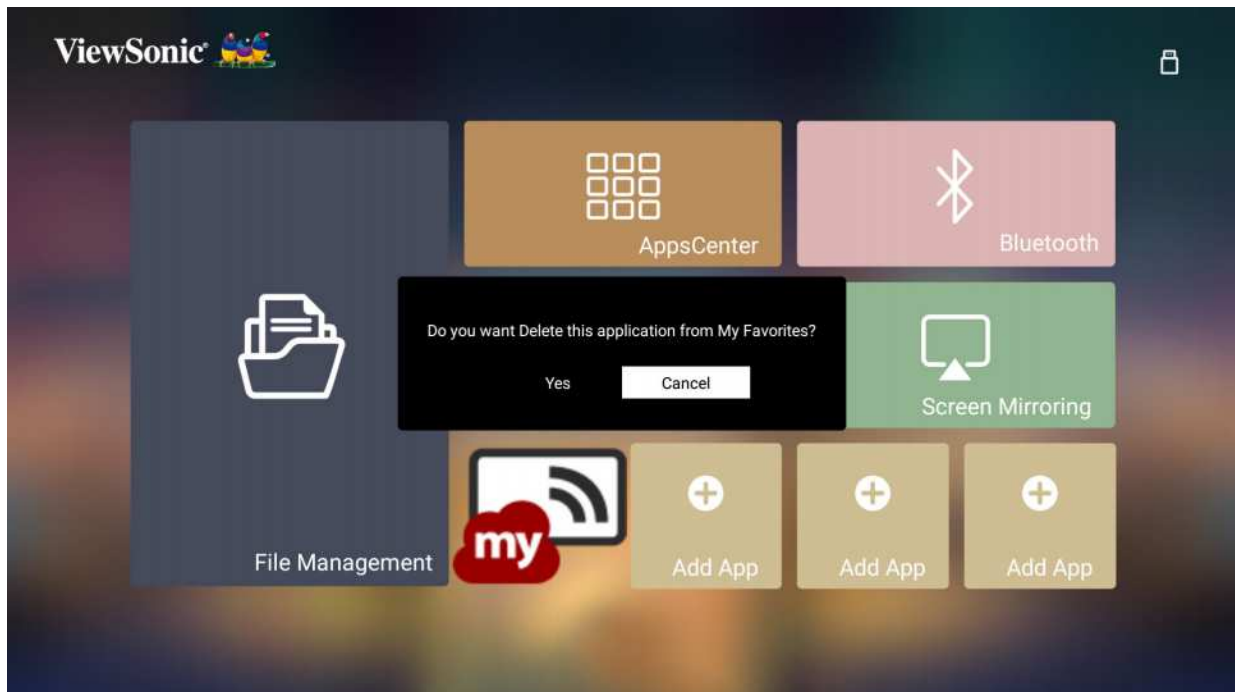 ViewSonic®
AppsCenter
Bluetooth
Do you want Delete this application from My Favorites?
Yes
Cancel
Screen Mirroring
File Management
my
Add App
Add App
Add App